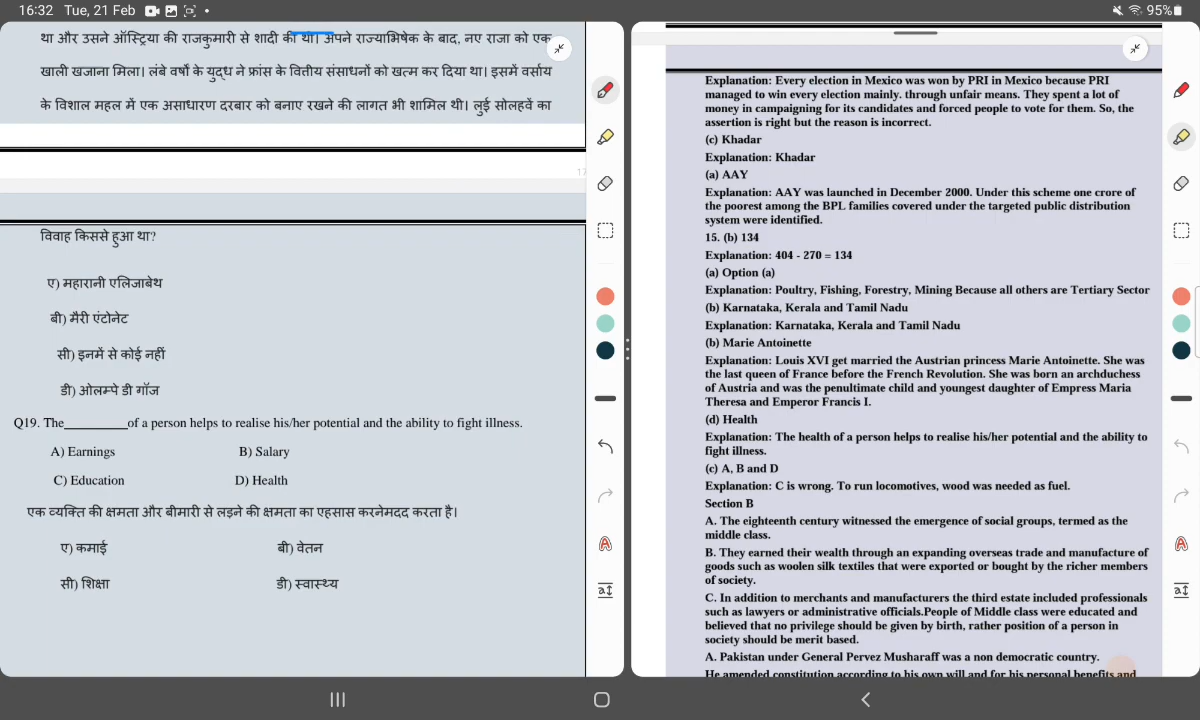 16:32 Tue, 21 Feb
95%
था और उसने ऑस्ट्रिया की राजकुमारी से शादी की थी। अपने राज्याभिषेक के बाद, नए राजा को एक
खाली खजाना मिला। लंबे वर्षों के युद्ध ने फ्रांस के वित्तीय संसाधनों को खत्म कर दिया था। इसमें वर्साय
के विशाल महल में एक असाधारण दरबार को बनाए रखने की लागत भी शामिल थी। लुई सोलहवें का
17
विवाह किससे हुआ था?
ए) महारानी एलिजाबेथ
बी) मैरी एंटोनेट
सी) इनमें से कोई नहीं
डी) ओलम्पे डी गॉज
Q19. The_________of a person helps to realise his/her potential and the ability to fight illness.
A) Earnings B) Salary
C) Education D) Health
एक व्यक्ति की क्षमता और बीमारी से लड़ने की क्षमता का एहसास करनेमदद करता है।
ए) कमाई बी) वेतन
सी) शिक्षा डी) स्वास्थ्य
Explanation: Every election in Mexico was won by PRI in Mexico because PRI
managed to win every election mainly. through unfair means. They spent a lot of
money in campaigning for its candidates and forced people to vote for them. So, the
assertion is right but the reason is incorrect.
(c) Khadar
Explanation: Khadar
(a) AAY
Explanation: AAY was launched in December 2000. Under this scheme one crore of
the poorest among the BPL families covered under the targeted public distribution
system were identified.
15. (b) 134
Explanation: 404 - 270 = 134
(a) Option (a)
Explanation: Poultry, Fishing, Forestry, Mining Because all others are Tertiary Sector
(b) Karnataka, Kerala and Tamil Nadu
Explanation: Karnataka, Kerala and Tamil Nadu
(b) Marie Antoinette
Explanation: Louis XVI get married the Austrian princess Marie Antoinette. She was
the last queen of France before the French Revolution. She was born an archduchess
of Austria and was the penultimate child and youngest daughter of Empress Maria
Theresa and Emperor Francis I.
(d) Health
Explanation: The health of a person helps to realise his/her potential and the ability to
fight illness.
(c) A, B and D
Explanation: C is wrong. To run locomotives, wood was needed as fuel.
Section B
A. The eighteenth century witnessed the emergence of social groups, termed as the
middle class.
B. They earned their wealth through an expanding overseas trade and manufacture of
goods such as woolen silk textiles that were exported or bought by the richer members
of society.
C. In addition to merchants and manufacturers the third estate included professionals
such as lawyers or administrative officials.People of Middle class were educated and
believed that no privilege should be given by birth, rather position of a person in
society should be merit based.
A. Pakistan under General Pervez Musharaff was a non democratic country.
He amended constitution according to his own will and for his personal benefits and